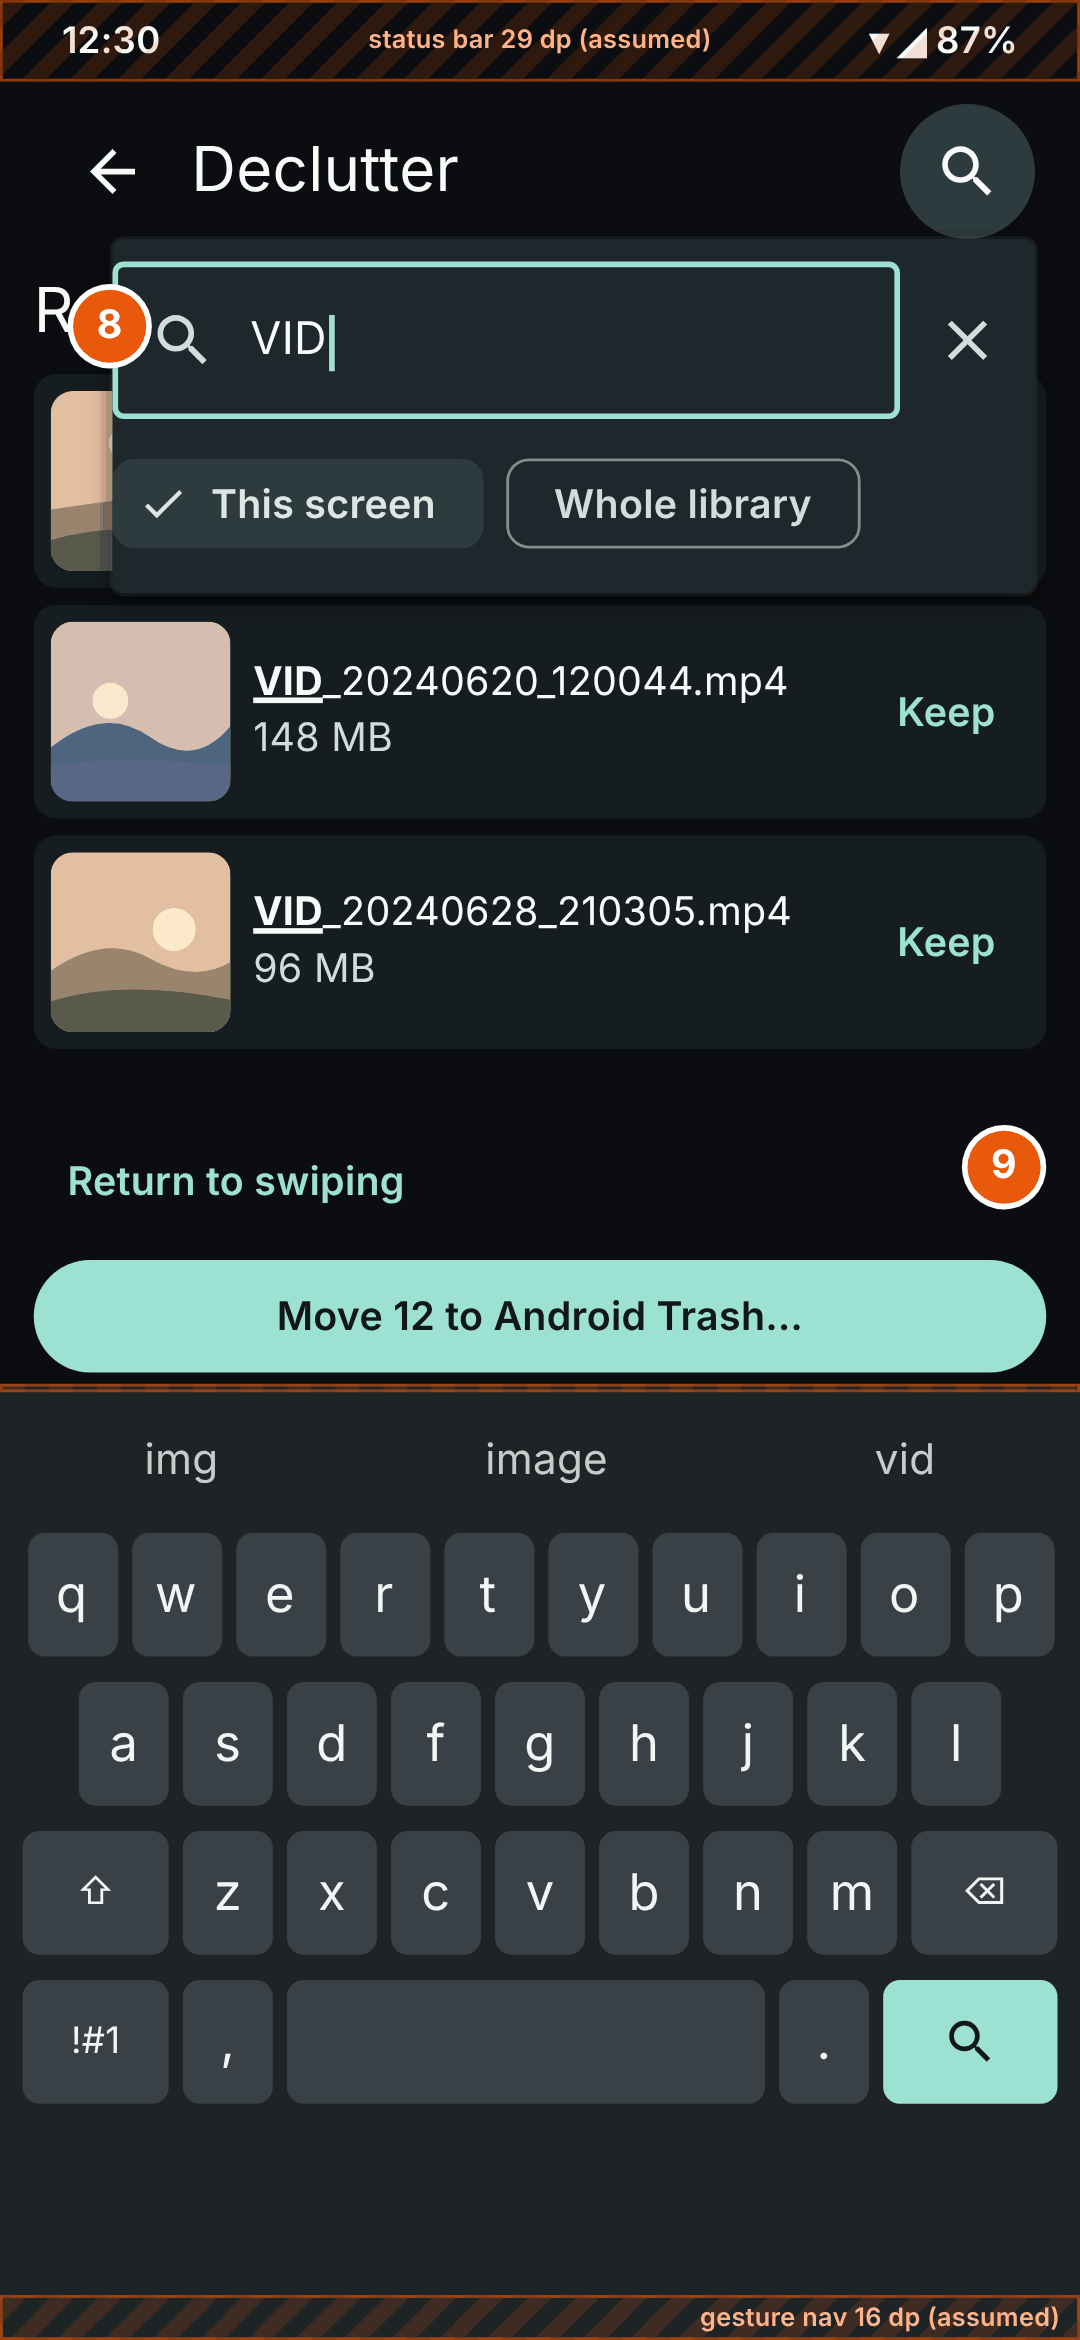 12:30
status bar 29 dp (assumed)
87%
Declutter
R
8
VID
This screen
Whole library
VID_20240620_120044.mp4
148 MB
Keep
VID_20240628_210305.mp4
96 MB
Keep
Return to swiping
9
Move 12 to Android Trash...
img image vid
q w e r t y u i o p
a s d f g h j k l
z x c v b n m
!#1 , .
gesture nav 16 dp (assumed)